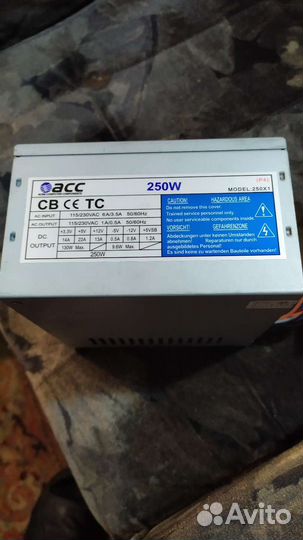 acc
250W
(P4)
MODEL:250X1
CB CE TC
AC INPUT 115/230VAC 6A/3.5A 50/60Hz
AC OUTPUT 115/230VAC 1A/0.5A 50/60Hz
DC OUTPUT
+3.3V +5V +12V -5V -12V +5VSB
14A 22A 13A 0.5A 0.8A 1.2A
130W Max. 9.6W Max.
250W
CAUTION: HAZARDOUS AREA
Do not remove this cover.
Trained service personnel only.
No user serviceable components
inside.
VORSICHT! GEFAHRENZONE
Abdeckungen unter keinen Umständen
abnehmen. Reparaturen nur durch
ausgebildetes Personal!
Es sind keine zu wartenden Bauteile
Avito